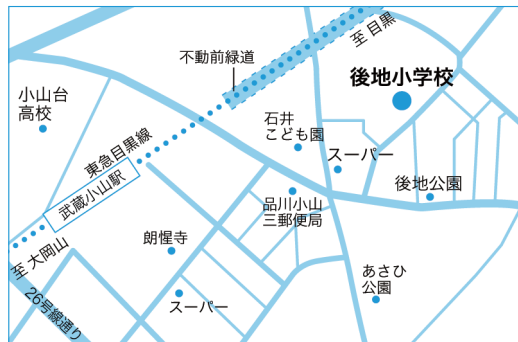 至 目黒
不動前緑道
後地小学校
小山台
高校
石井
こども園
東急目黒線
スーパー
武蔵小山駅
後地公園
品川小山
三郵便局
朗惺寺
至 大岡山
あさひ
公園
26号線通り
スーパー